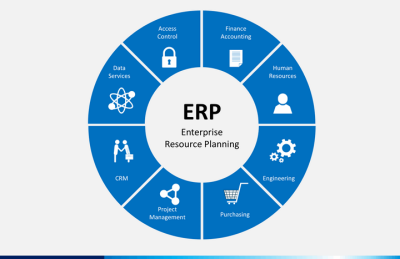 Access
Control
Finance
Accounting
Data
Services
Human
Resources
ERP
Enterprise
Resource Planning
CRM
Engineering
Project
Management
Purchasing